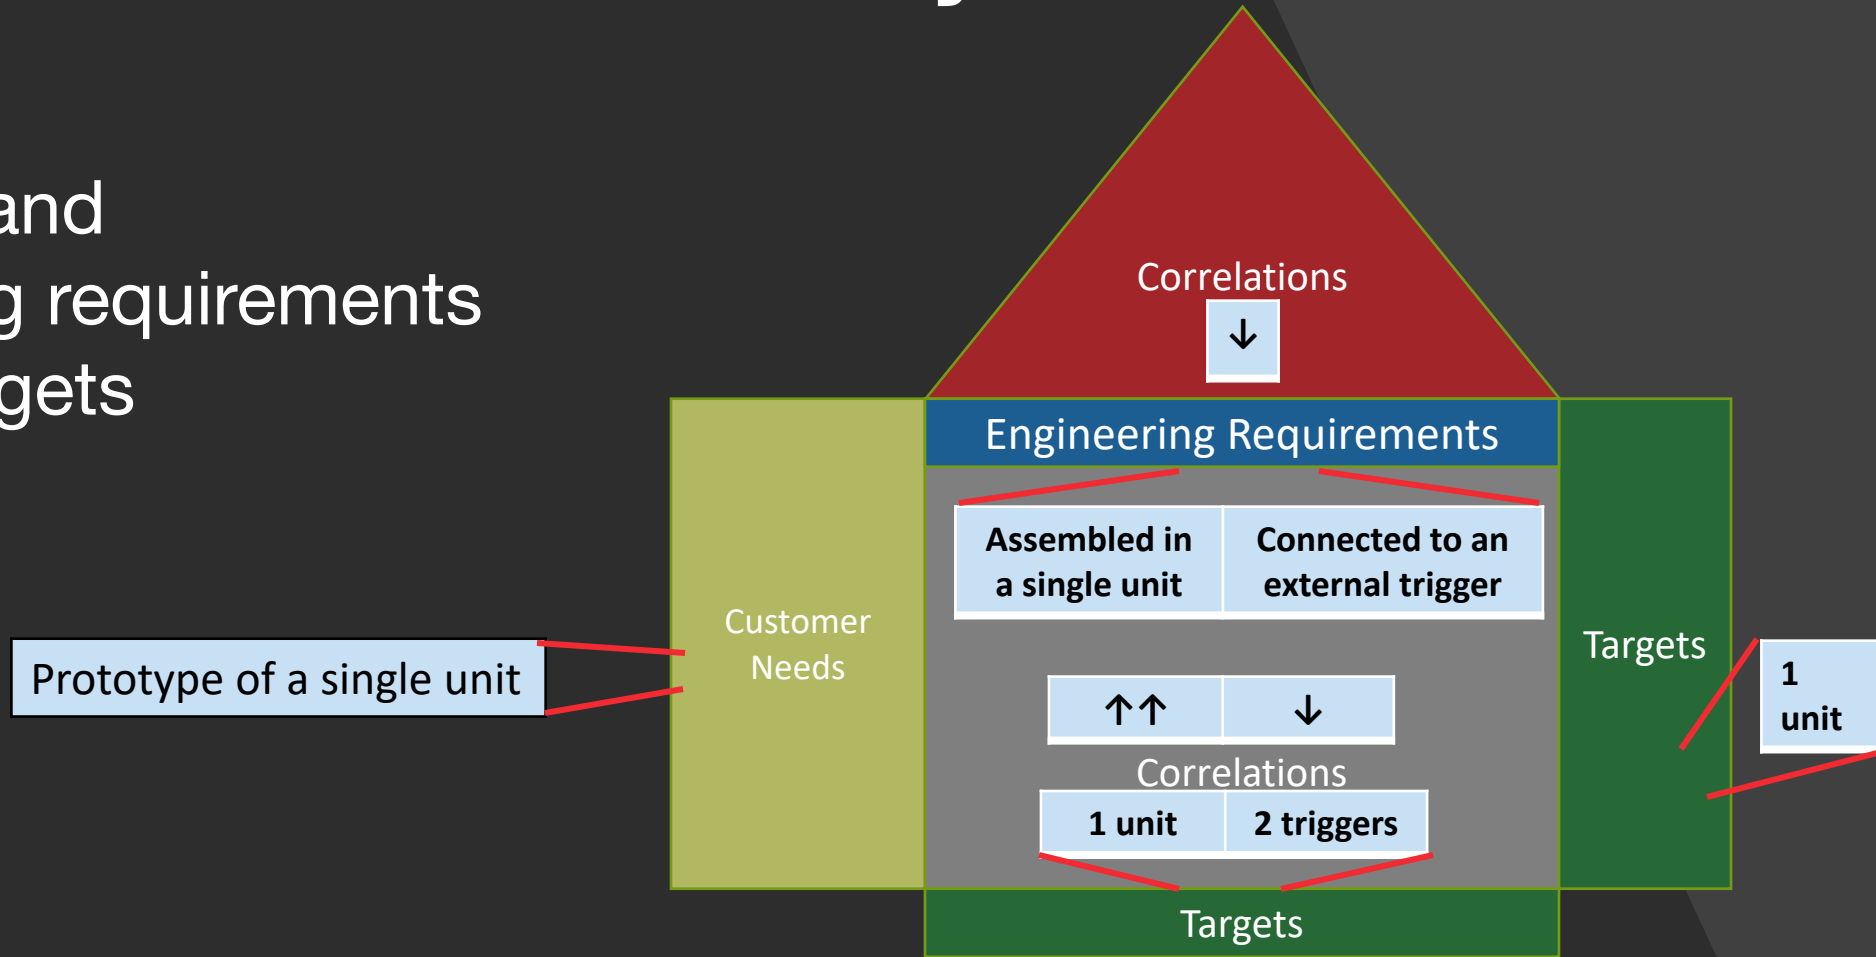 and
g requirements
gets
Correlations
↓
Engineering Requirements
Assembled in
a single unit
Connected to an
external trigger
Customer
Needs
Prototype of a single unit
Targets
1
unit
↑↑ ↓
Correlations
1 unit 2 triggers
Targets